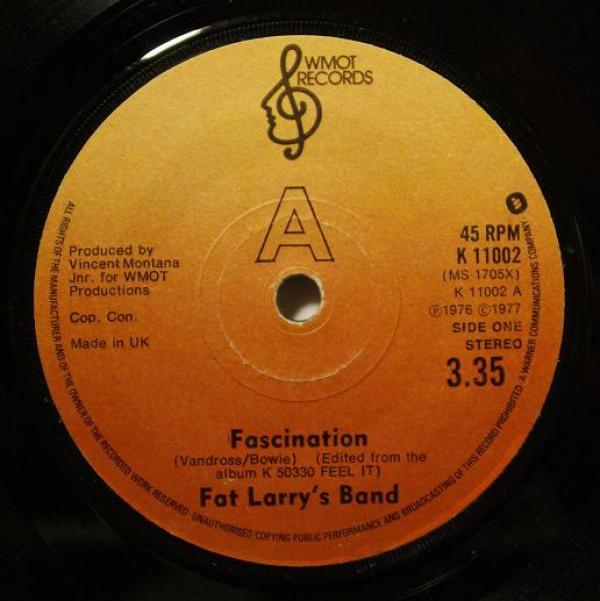 WMOT
RECORDS
A
Produced by
Vincent Montana
Jnr. for WMOT
Productions
Cop. Con.
Made in UK
45 RPM
K 11002
(MS 1705X)
K 11002 A
℗1976 ©1977
SIDE ONE
STEREO
3.35
Fascination
(Vandross/Bowie) (Edited from the
album K 50330 FEEL IT)
Fat Larry's Band
ALL RIGHTS OF THE MANUFACTURER AND OF THE OWNER OF THE RECORDED WORK RESERVED · UNAUTHORISED COPYING PUBLIC PERFORMANCE AND BROADCASTING OF THIS RECORD PROHIBITED · A WARNER COMMUNICATIONS COMPANY